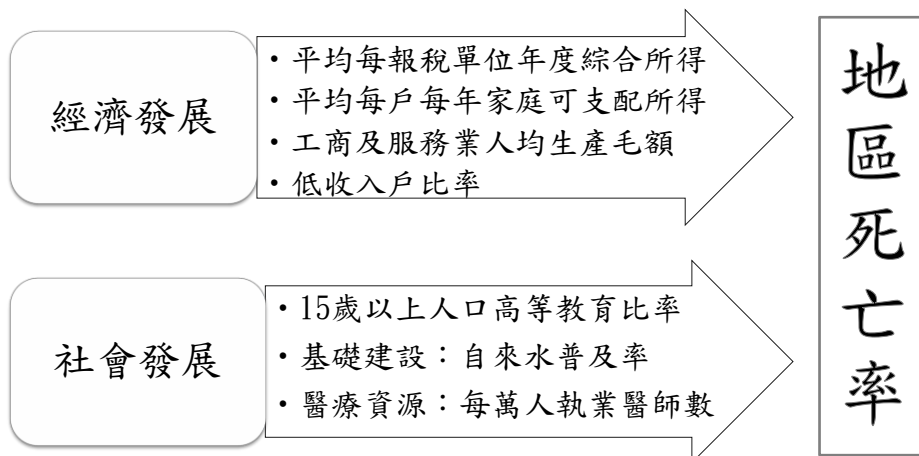 經濟發展
・平均每報稅單位年度綜合所得
・平均每戶每年家庭可支配所得
・工商及服務業人均生產毛額
・低收入戶比率
社會發展
・15歲以上人口高等教育比率
・基礎建設：自來水普及率
・醫療資源：每萬人執業醫師數
地區死亡率